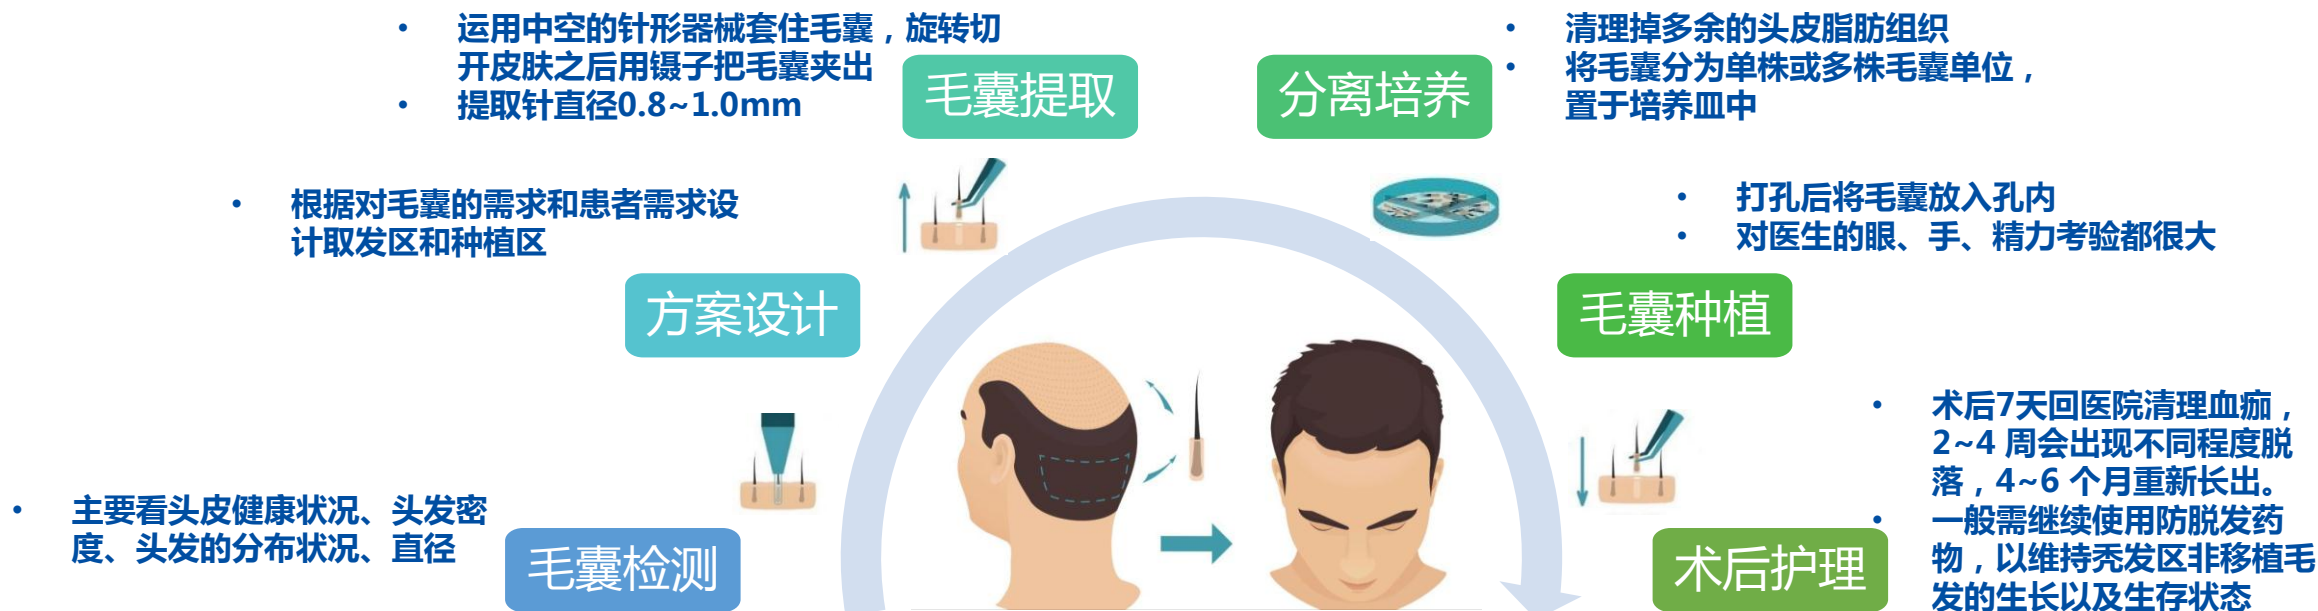 • 运用中空的针形器械套住毛囊，旋转切
开皮肤之后用镊子把毛囊夹出
• 提取针直径0.8~1.0mm
毛囊提取
分离培养
• 清理掉多余的头皮脂肪组织
• 将毛囊分为单株或多株毛囊单位，
置于培养皿中
• 根据对毛囊的需求和患者需求设
计取发区和种植区
方案设计
• 打孔后将毛囊放入孔内
• 对医生的眼、手、精力考验都很大
毛囊种植
• 主要看头皮健康状况、头发密
度、头发的分布状况、直径
毛囊检测
• 术后7天回医院清理血痂，
2~4 周会出现不同程度脱
落，4~6 个月重新长出。
• 一般需继续使用防脱发药
物，以维持秃发区非移植毛
发的生长以及生存状态
术后护理